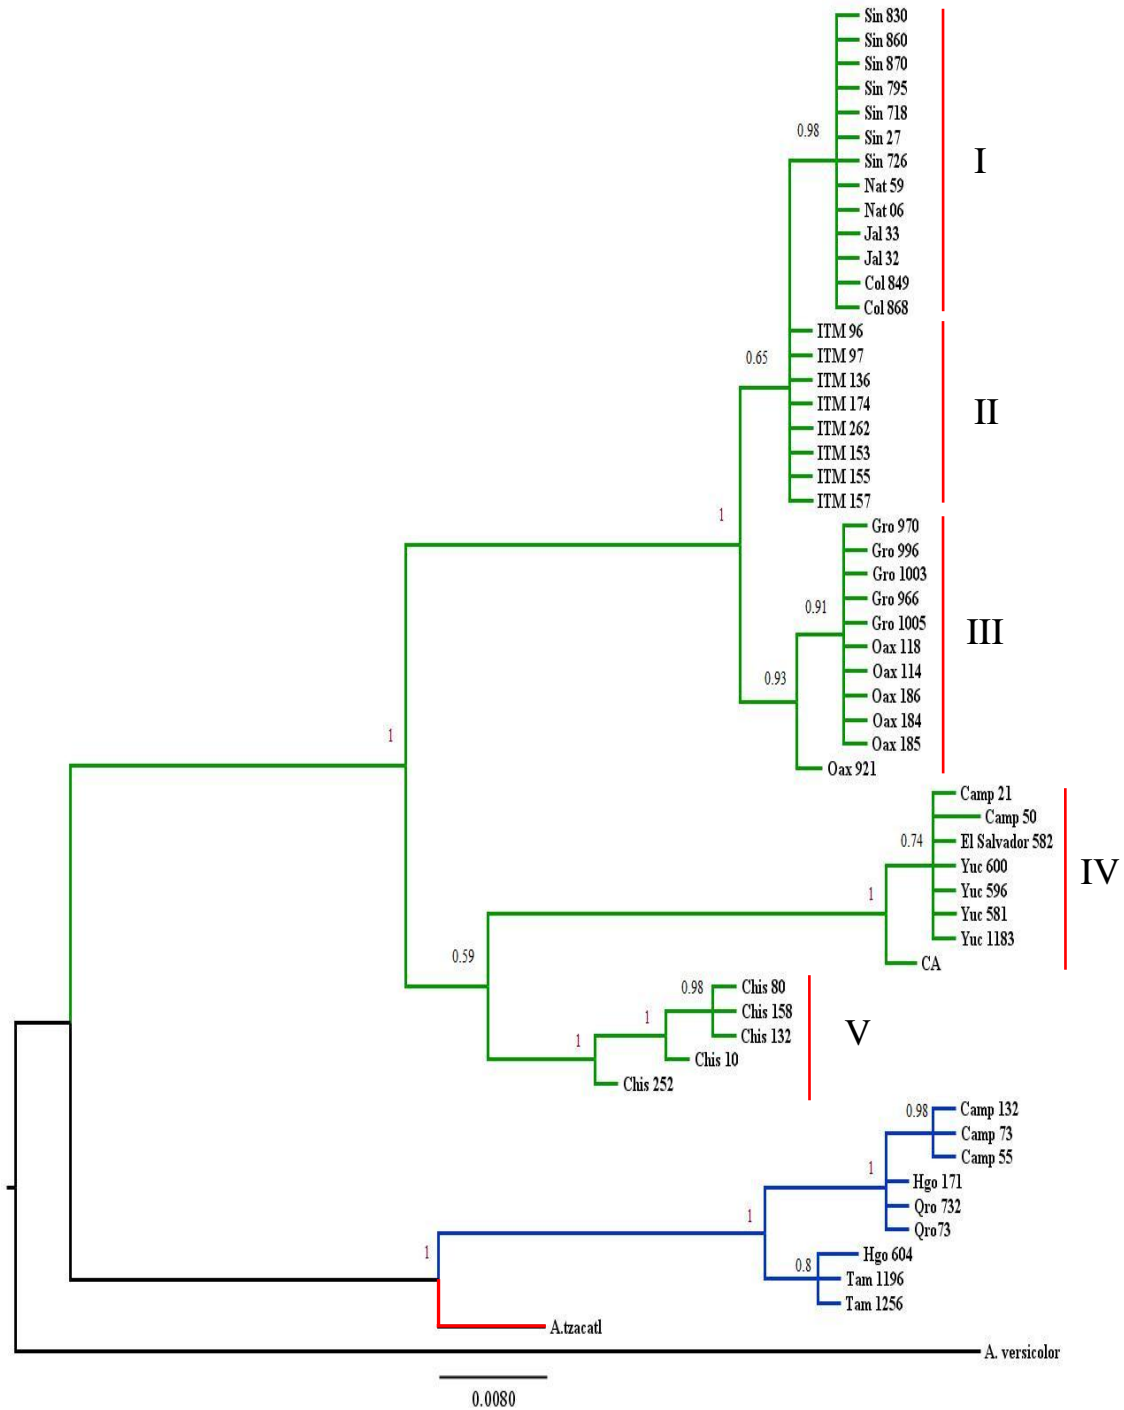 Sin 830
Sin 860
Sin 870
Sin 795
Sin 718
0.98
Sin 27
Sin 726
I
Nat 59
Nat 06
Jal 33
Jal 32
Col 849
Col 868
ITM 96
0.65
ITM 97
ITM 136
ITM 174
II
ITM 262
ITM 153
ITM 155
ITM 157
1
Gro 970
Gro 996
Gro 1003
Gro 966
0.91
Gro 1005
III
Oax 118
Oax 114
0.93
Oax 186
Oax 184
1
Oax 185
Oax 921
Camp 21
Camp 50
0.74
El Salvador 582
Yuc 600
IV
1
Yuc 596
Yuc 581
Yuc 1183
0.59
CA
0.98
Chis 80
1
Chis 158
1
Chis 132
V
Chis 10
Chis 252
0.98
Camp 132
Camp 73
Camp 55
1
Hgo 171
Qro 732
1
Qro73
1
Hgo 604
0.8
Tam 1196
Tam 1256
A.tzacatl
A. versicolor
0.0080